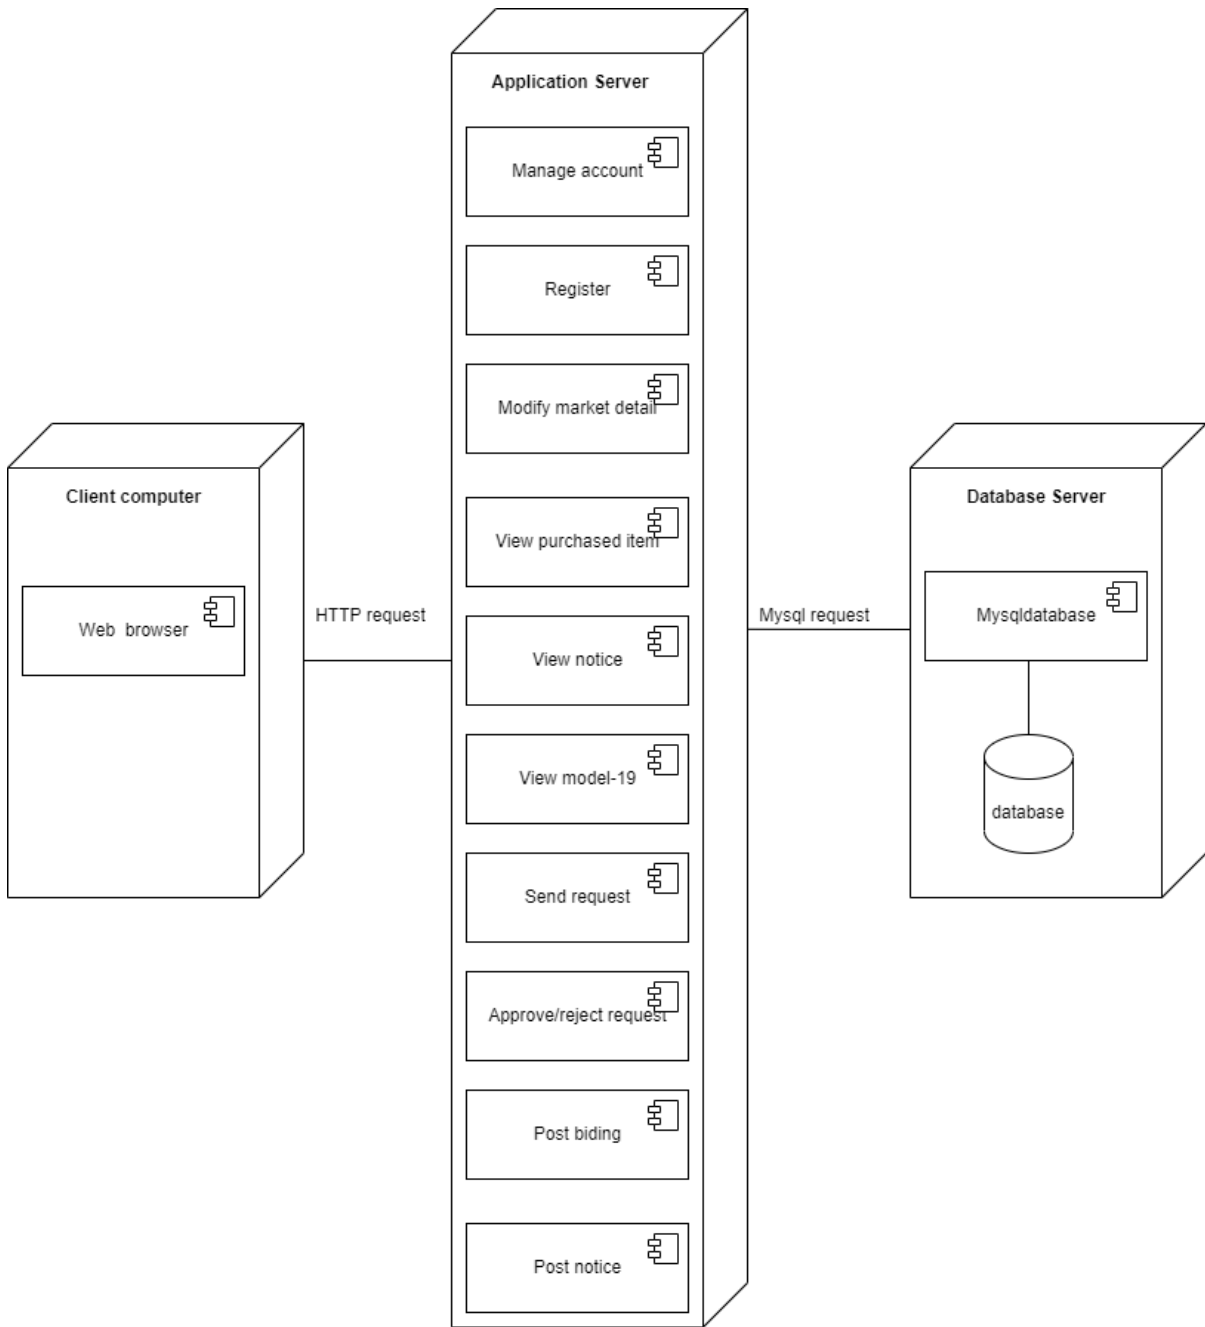 Application Server
Manage account
Register
Modify market detail
View purchased item
View notice
View model-19
Send request
Approve/reject request
Post biding
Post notice
Client computer
Web browser
HTTP request
Mysql request
Database Server
Mysqldatabase
database